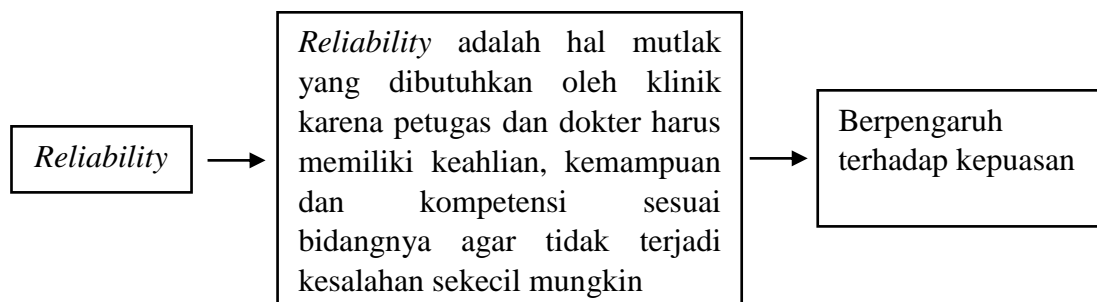 Reliability
Reliability adalah hal mutlak
yang dibutuhkan oleh klinik
karena petugas dan dokter harus
memiliki keahlian, kemampuan
dan kompetensi sesuai
bidangnya agar tidak terjadi
kesalahan sekecil mungkin
Berpengaruh
terhadap kepuasan